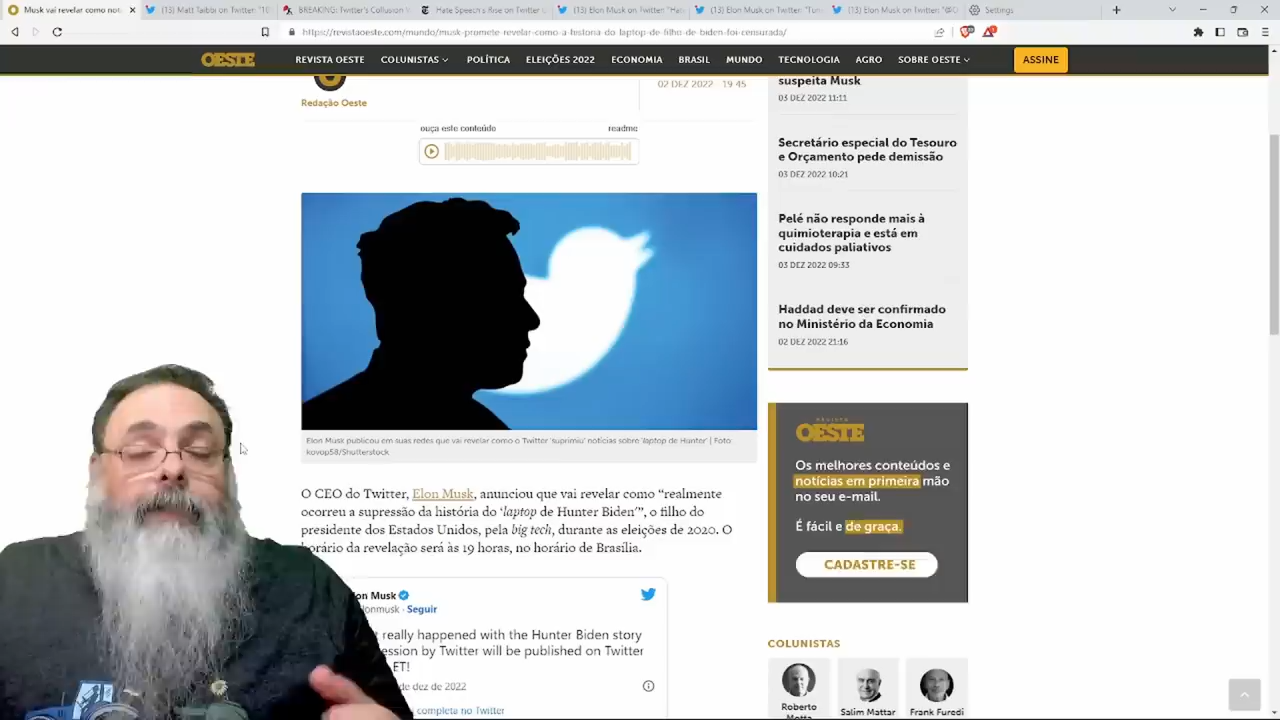 Musk vai revelar como not
(13) Matt Taibbi on Twitter: "1
BREAKING: Twitter's Collusion
Hate Speech's Rise on Twitter
(13) Elon Musk on Twitter: "Hat
(13) Elon Musk on Twitter:
(13) Elon Musk on Twitter: "@
Settings
https://revistaoeste.com/mundo/musk-promete-revelar-como-a-historia-do-laptop-de-filho-de-biden-foi-censurada/
OESTE
REVISTA OESTE COLUNISTAS POLÍTICA ELEIÇÕES 2022 ECONOMIA BRASIL MUNDO TECNOLOGIA AGRO SOBRE OESTE ASSINE
Redação Oeste
02 DEZ 2022 - 19:45
ouça este conteúdo readme
Elon Musk publicou em suas redes que vai revelar como o Twitter 'suprimiu' notícias sobre 'laptop de Hunter' | Foto:
kovop58/Shutterstock
O CEO do Twitter, Elon Musk, anunciou que vai revelar como “realmente
ocorreu a supressão da história do ‘laptop de Hunter Biden’”, o filho do
presidente dos Estados Unidos, pela big tech, durante as eleições de 2020. O
horário da revelação será às 19 horas, no horário de Brasília.
on Musk
lonmusk · Seguir
t really happened with the Hunter Biden story
ession by Twitter will be published on Twitter
ET!
de dez de 2022
completa no Twitter
suspeita Musk
03 DEZ 2022 11:11
Secretário especial do Tesouro
e Orçamento pede demissão
03 DEZ 2022 10:21
Pelé não responde mais à
quimioterapia e está em
cuidados paliativos
03 DEZ 2022 09:33
Haddad deve ser confirmado
no Ministério da Economia
02 DEZ 2022 21:16
REVISTA
OESTE
Os melhores conteúdos e
notícias em primeira mão
no seu e-mail.
É fácil e de graça.
CADASTRE-SE
COLUNISTAS
Roberto
Motta
Salim Mattar
Frank Furedi